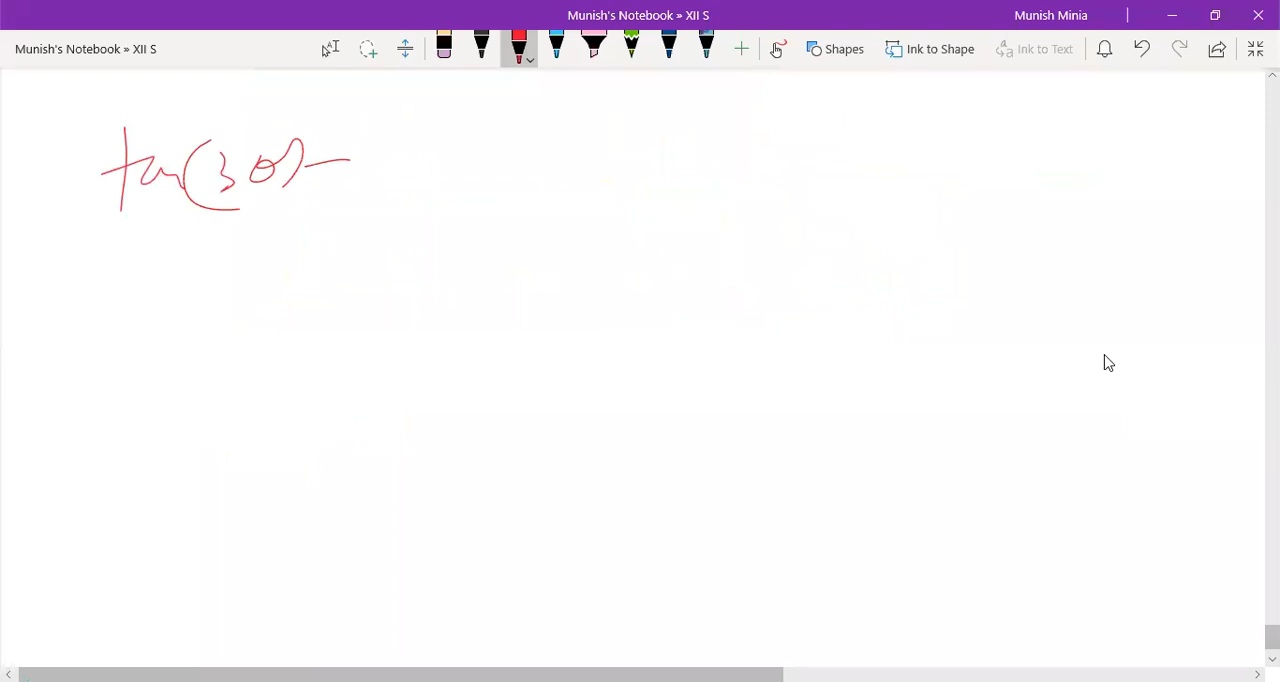 Munish's Notebook » XII S Munish Minia
Munish's Notebook » XII S Shapes Ink to Shape Ink to Text
tan(3θ) -